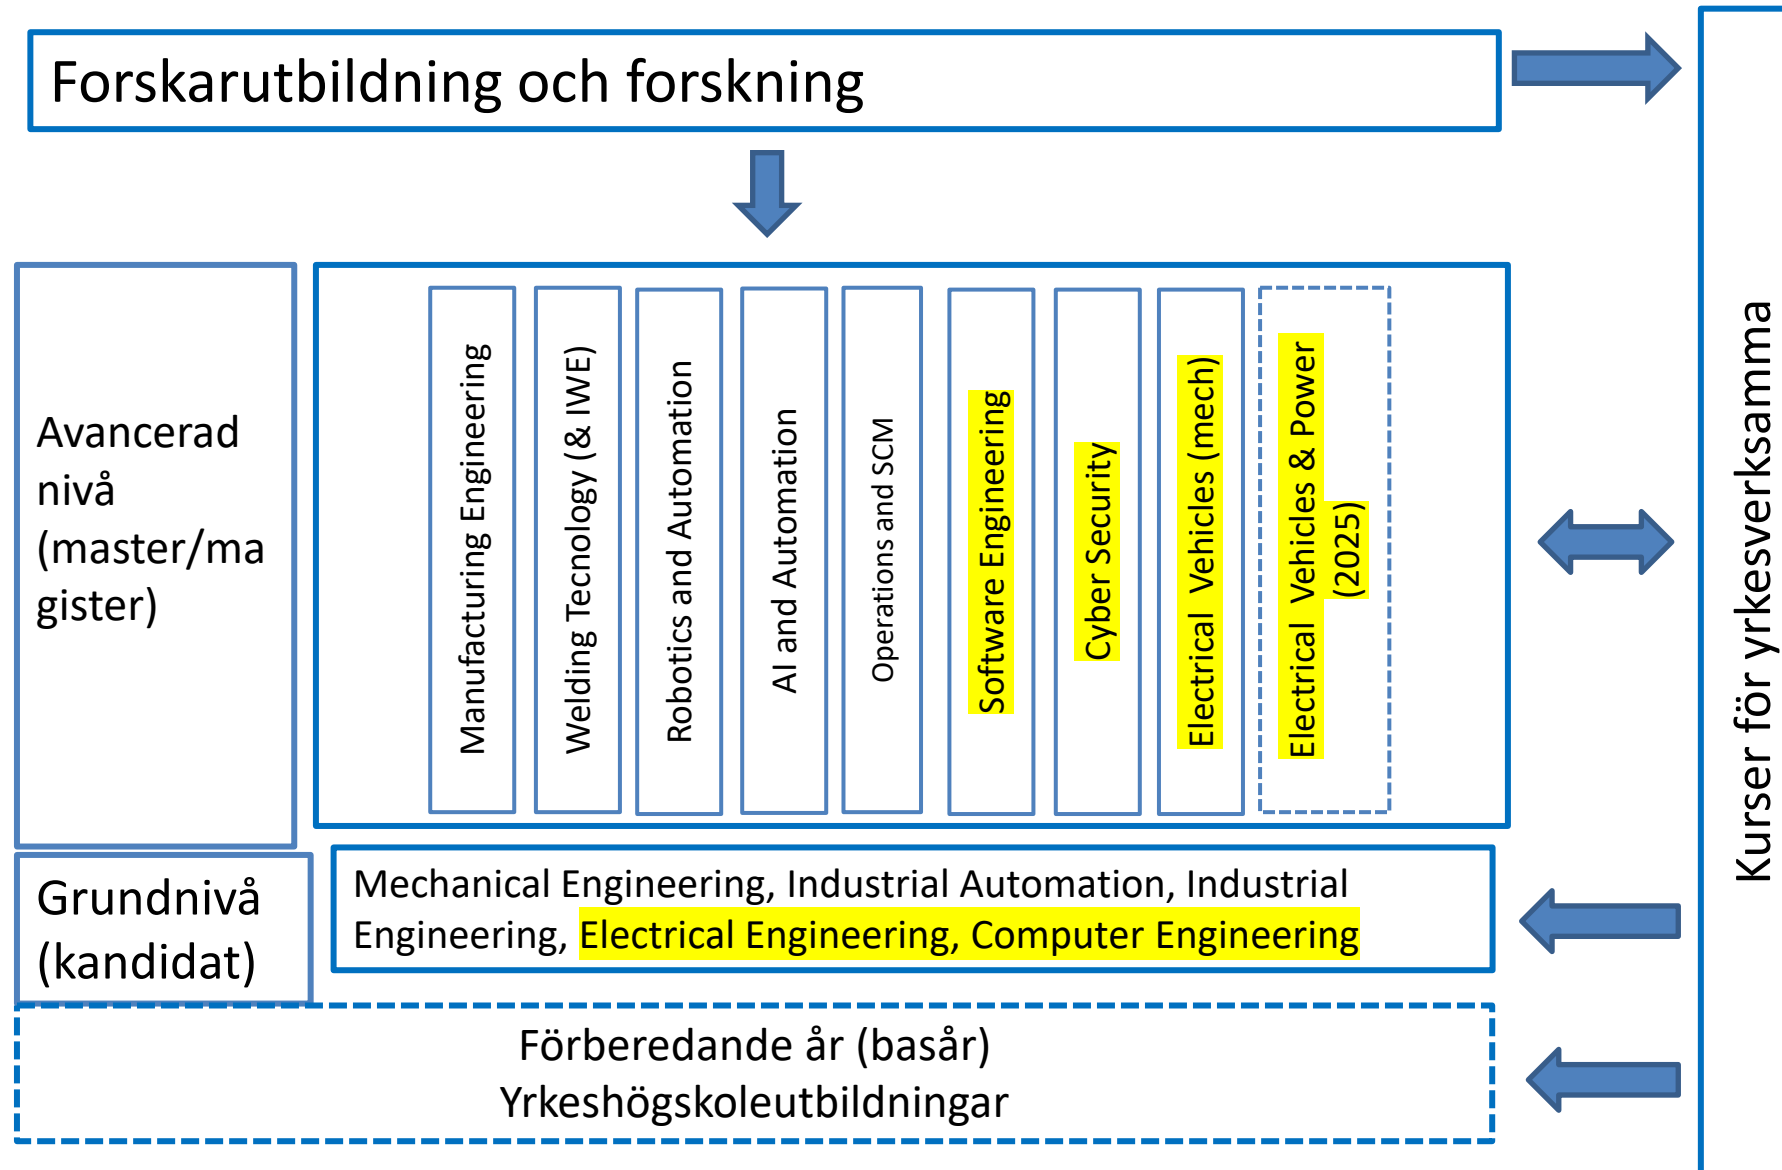 Forskarutbildning och forskning
Avancerad
nivå
(master/ma
gister)
Manufacturing Engineering
Welding Tecnology (& IWE)
Robotics and Automation
AI and Automation
Operations and SCM
Software Engineering
Cyber Security
Electrical  Vehicles (mech)
Electrical  Vehicles & Power
(2025)
Grundnivå
(kandidat)
Mechanical Engineering, Industrial Automation, Industrial
Engineering, Electrical Engineering, Computer Engineering
Förberedande år (basår)
Yrkeshögskoleutbildningar
Kurser för yrkesverksamma